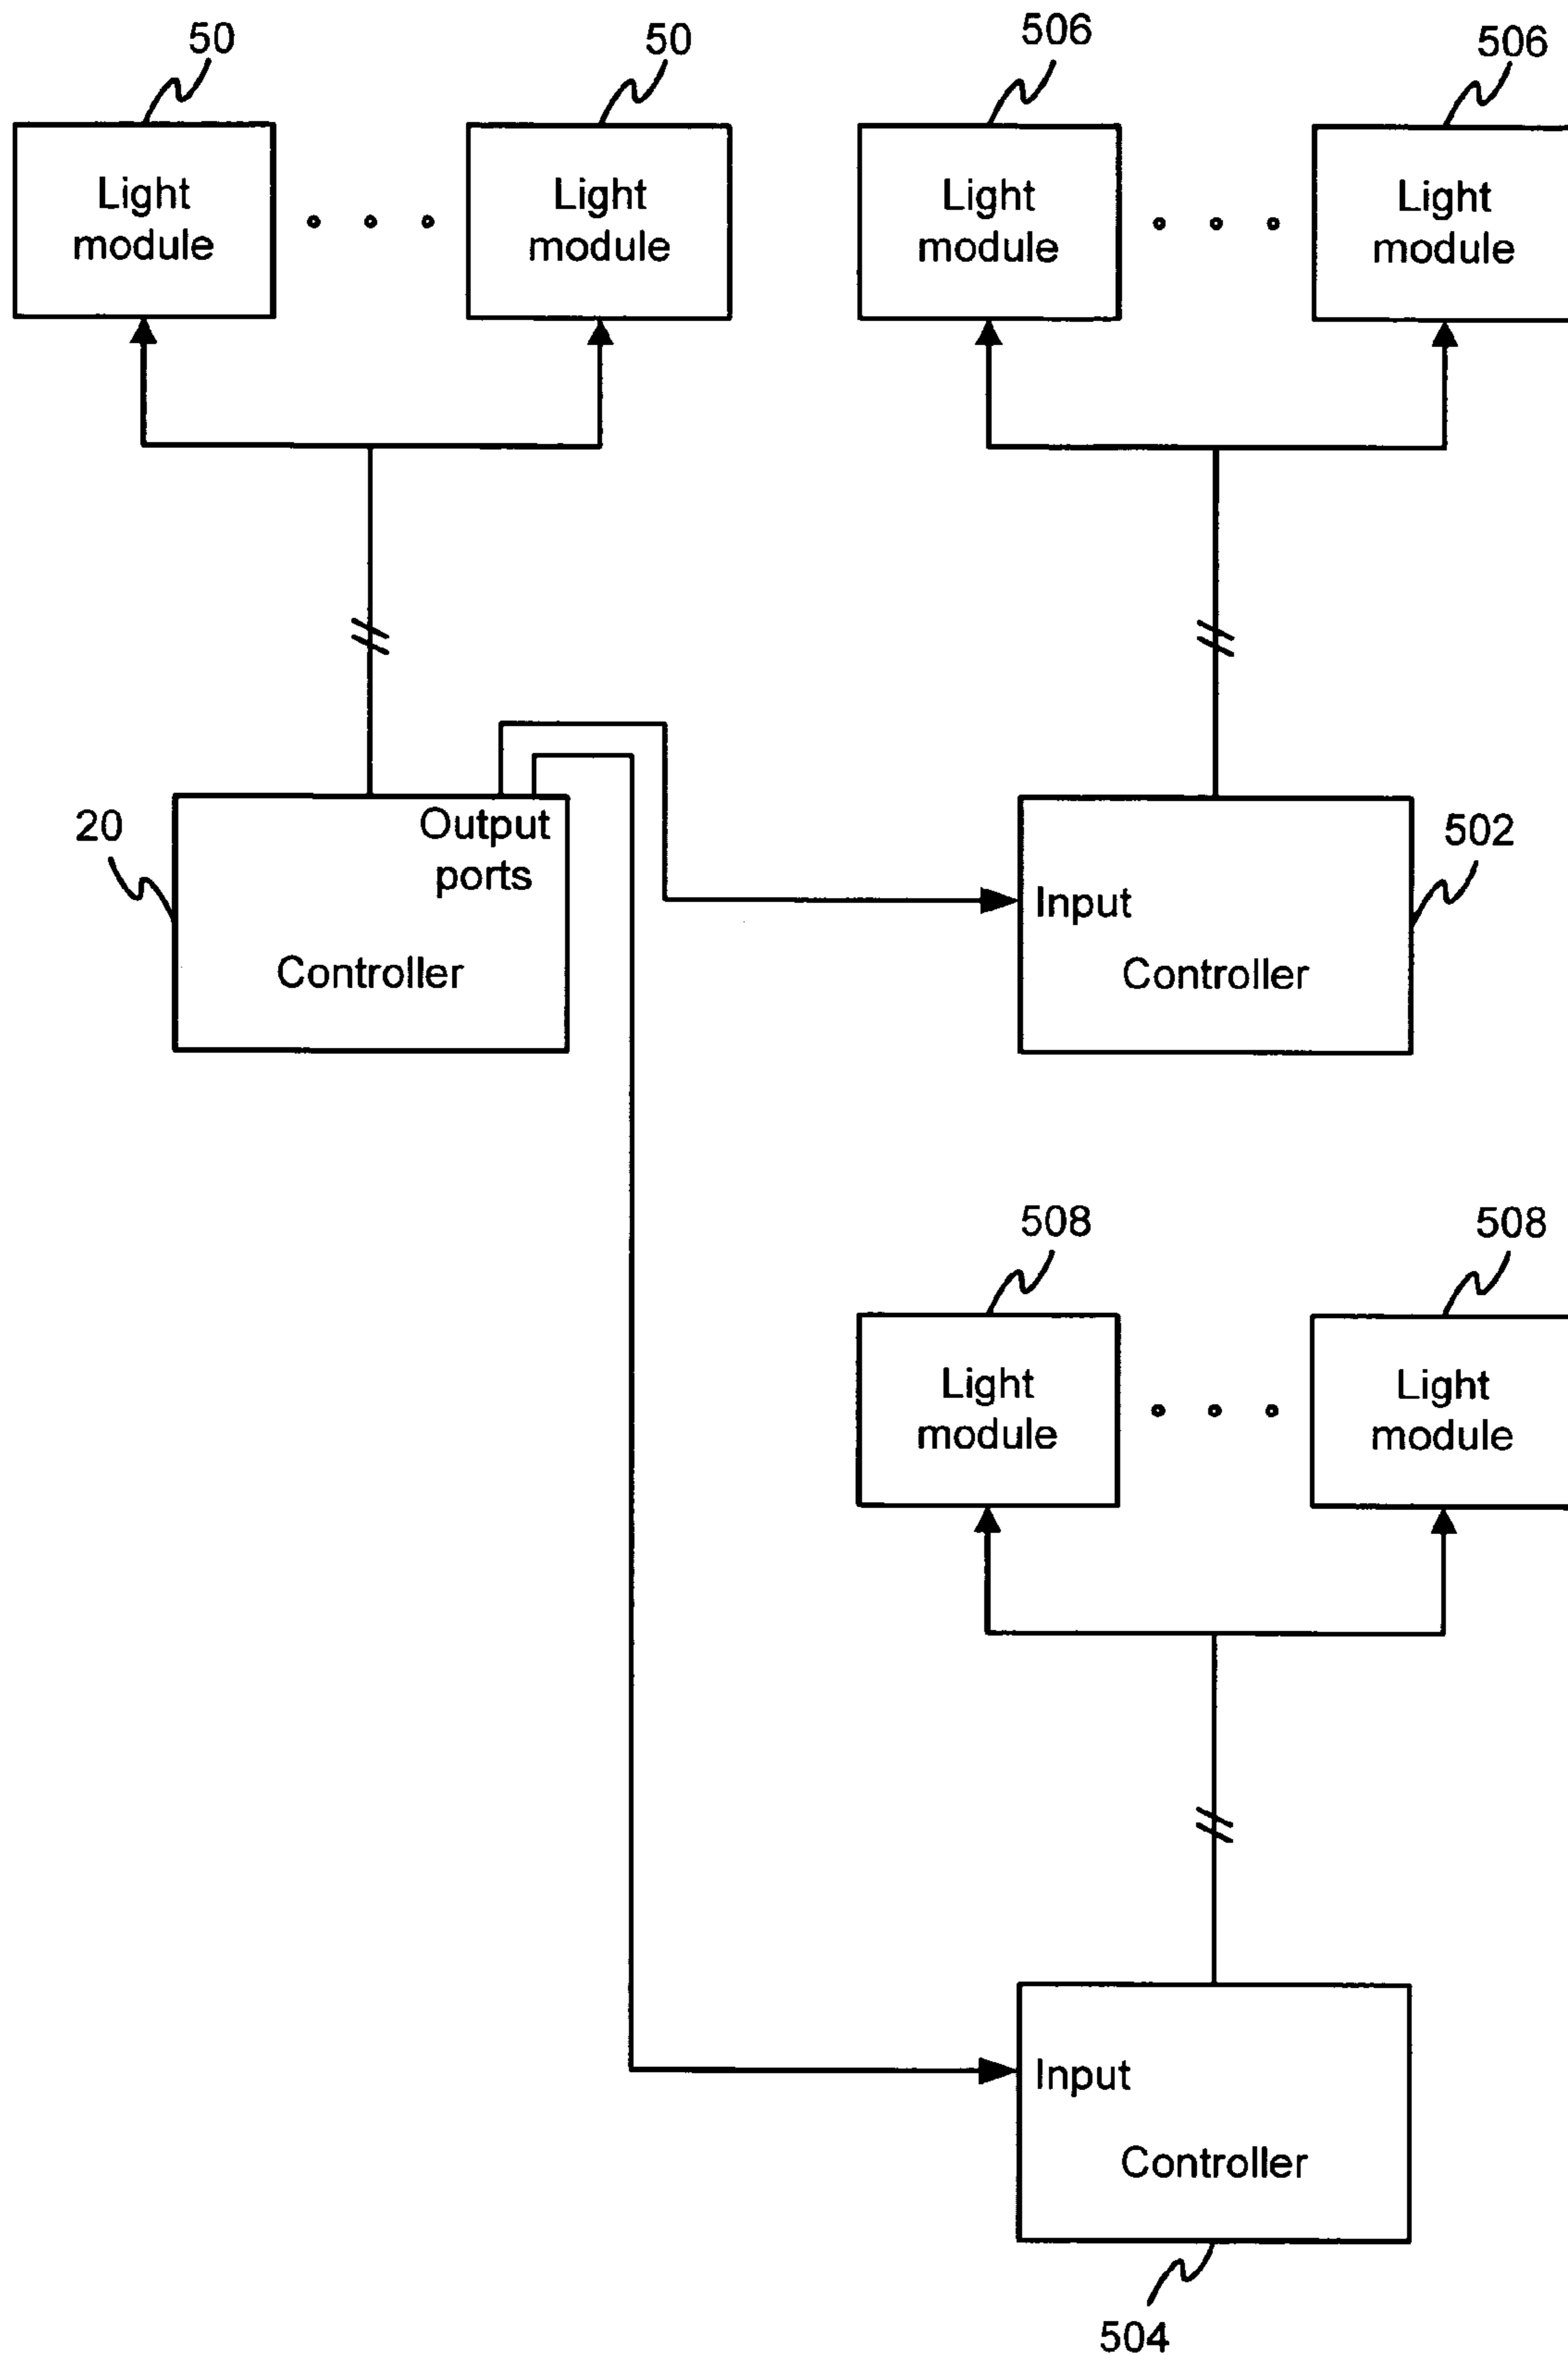 50
50
506
506
Light
module
Light
module
Light
module
Light
module
20
Output
ports
Controller
502
Input
Controller
508
508
Light
module
Light
module
Input
Controller
504